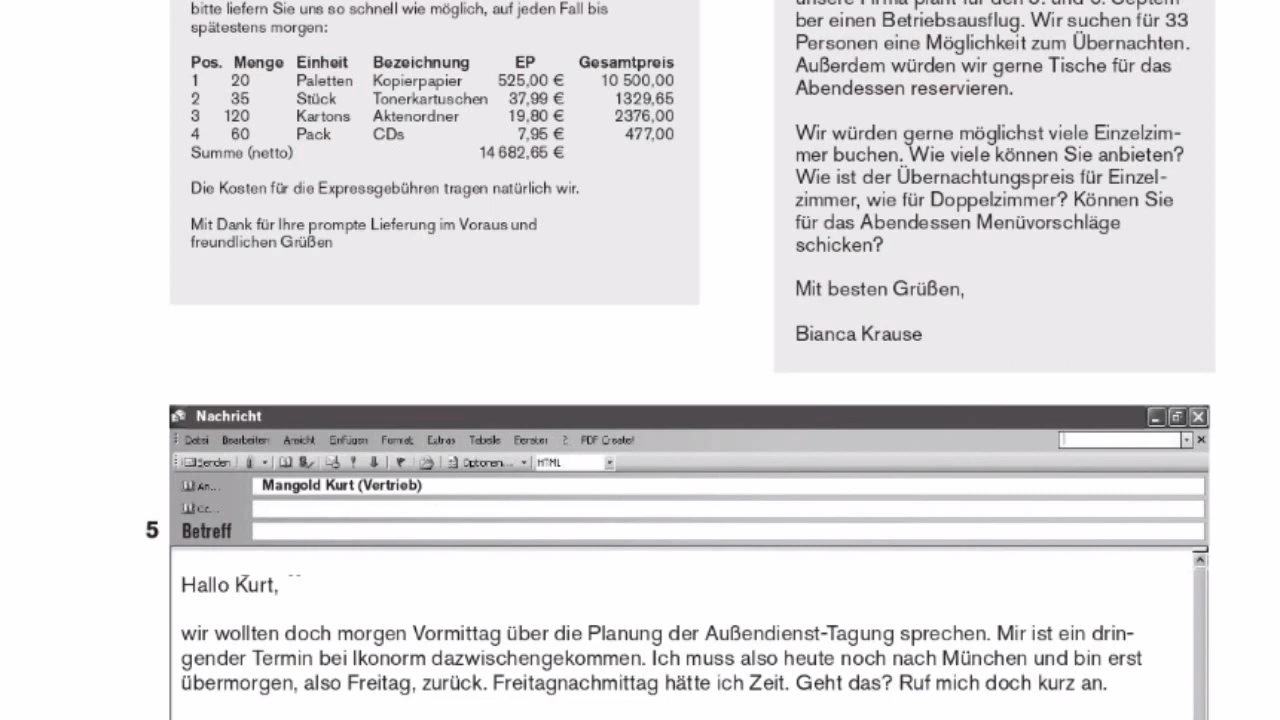 bitte liefern Sie uns so schnell wie möglich, auf jeden Fall bis
spätestens morgen:
Pos. Menge Einheit Bezeichnung EP Gesamtpreis
1 20 Paletten Kopierpapier 525,00 € 10 500,00
2 35 Stück Tonerkartuschen 37,99 € 1329,65
3 120 Kartons Aktenordner 19,80 € 2376,00
4 60 Pack CDs 7,95 € 477,00
Summe (netto) 14 682,65 €
Die Kosten für die Expressgebühren tragen natürlich wir.
Mit Dank für Ihre prompte Lieferung im Voraus und
freundlichen Grüßen
unsere Firma plant für den 5. und 6. Septem-
ber einen Betriebsausflug. Wir suchen für 33
Personen eine Möglichkeit zum Übernachten.
Außerdem würden wir gerne Tische für das
Abendessen reservieren.
Wir würden gerne möglichst viele Einzelzim-
mer buchen. Wie viele können Sie anbieten?
Wie ist der Übernachtungspreis für Einzel-
zimmer, wie für Doppelzimmer? Können Sie
für das Abendessen Menüvorschläge
schicken?
Mit besten Grüßen,
Bianca Krause
Nachricht
Datei Bearbeiten Ansicht Einfügen Format Extras Tabelle Fenster ? PDF Create!
Senden Optionen... HTML
An... Mangold Kurt (Vertrieb)
Cc...
5 Betreff
Hallo Kurt,
wir wollten doch morgen Vormittag über die Planung der Außendienst-Tagung sprechen. Mir ist ein drin-
gender Termin bei Ikonorm dazwischengekommen. Ich muss also heute noch nach München und bin erst
übermorgen, also Freitag, zurück. Freitagnachmittag hätte ich Zeit. Geht das? Ruf mich doch kurz an.